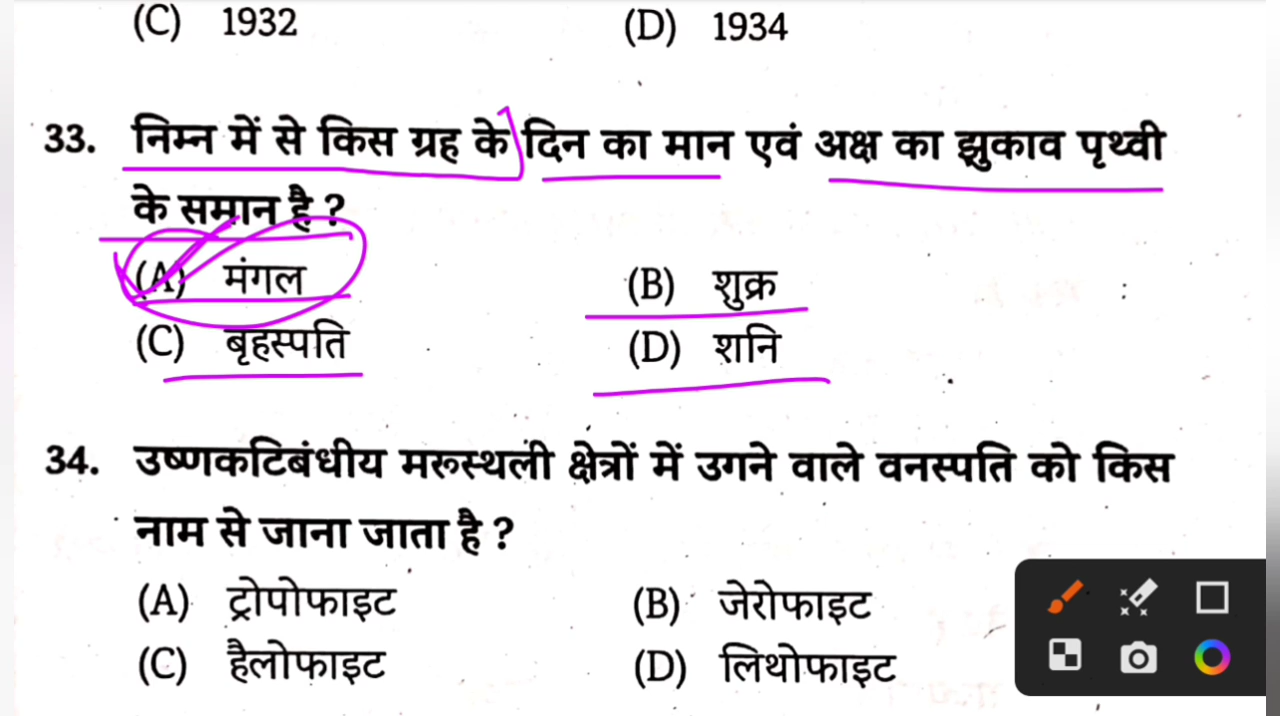 (C) 1932 (D) 1934
33. निम्न में से किस ग्रह के दिन का मान एवं अक्ष का झुकाव पृथ्वी
के समान है ?
(A) मंगल (B) शुक्र
(C) बृहस्पति (D) शनि
34. उष्णकटिबंधीय मरूस्थली क्षेत्रों में उगने वाले वनस्पति को किस
नाम से जाना जाता है ?
(A) ट्रोपोफाइट (B) जेरोफाइट
(C) हैलोफाइट (D) लिथोफाइट